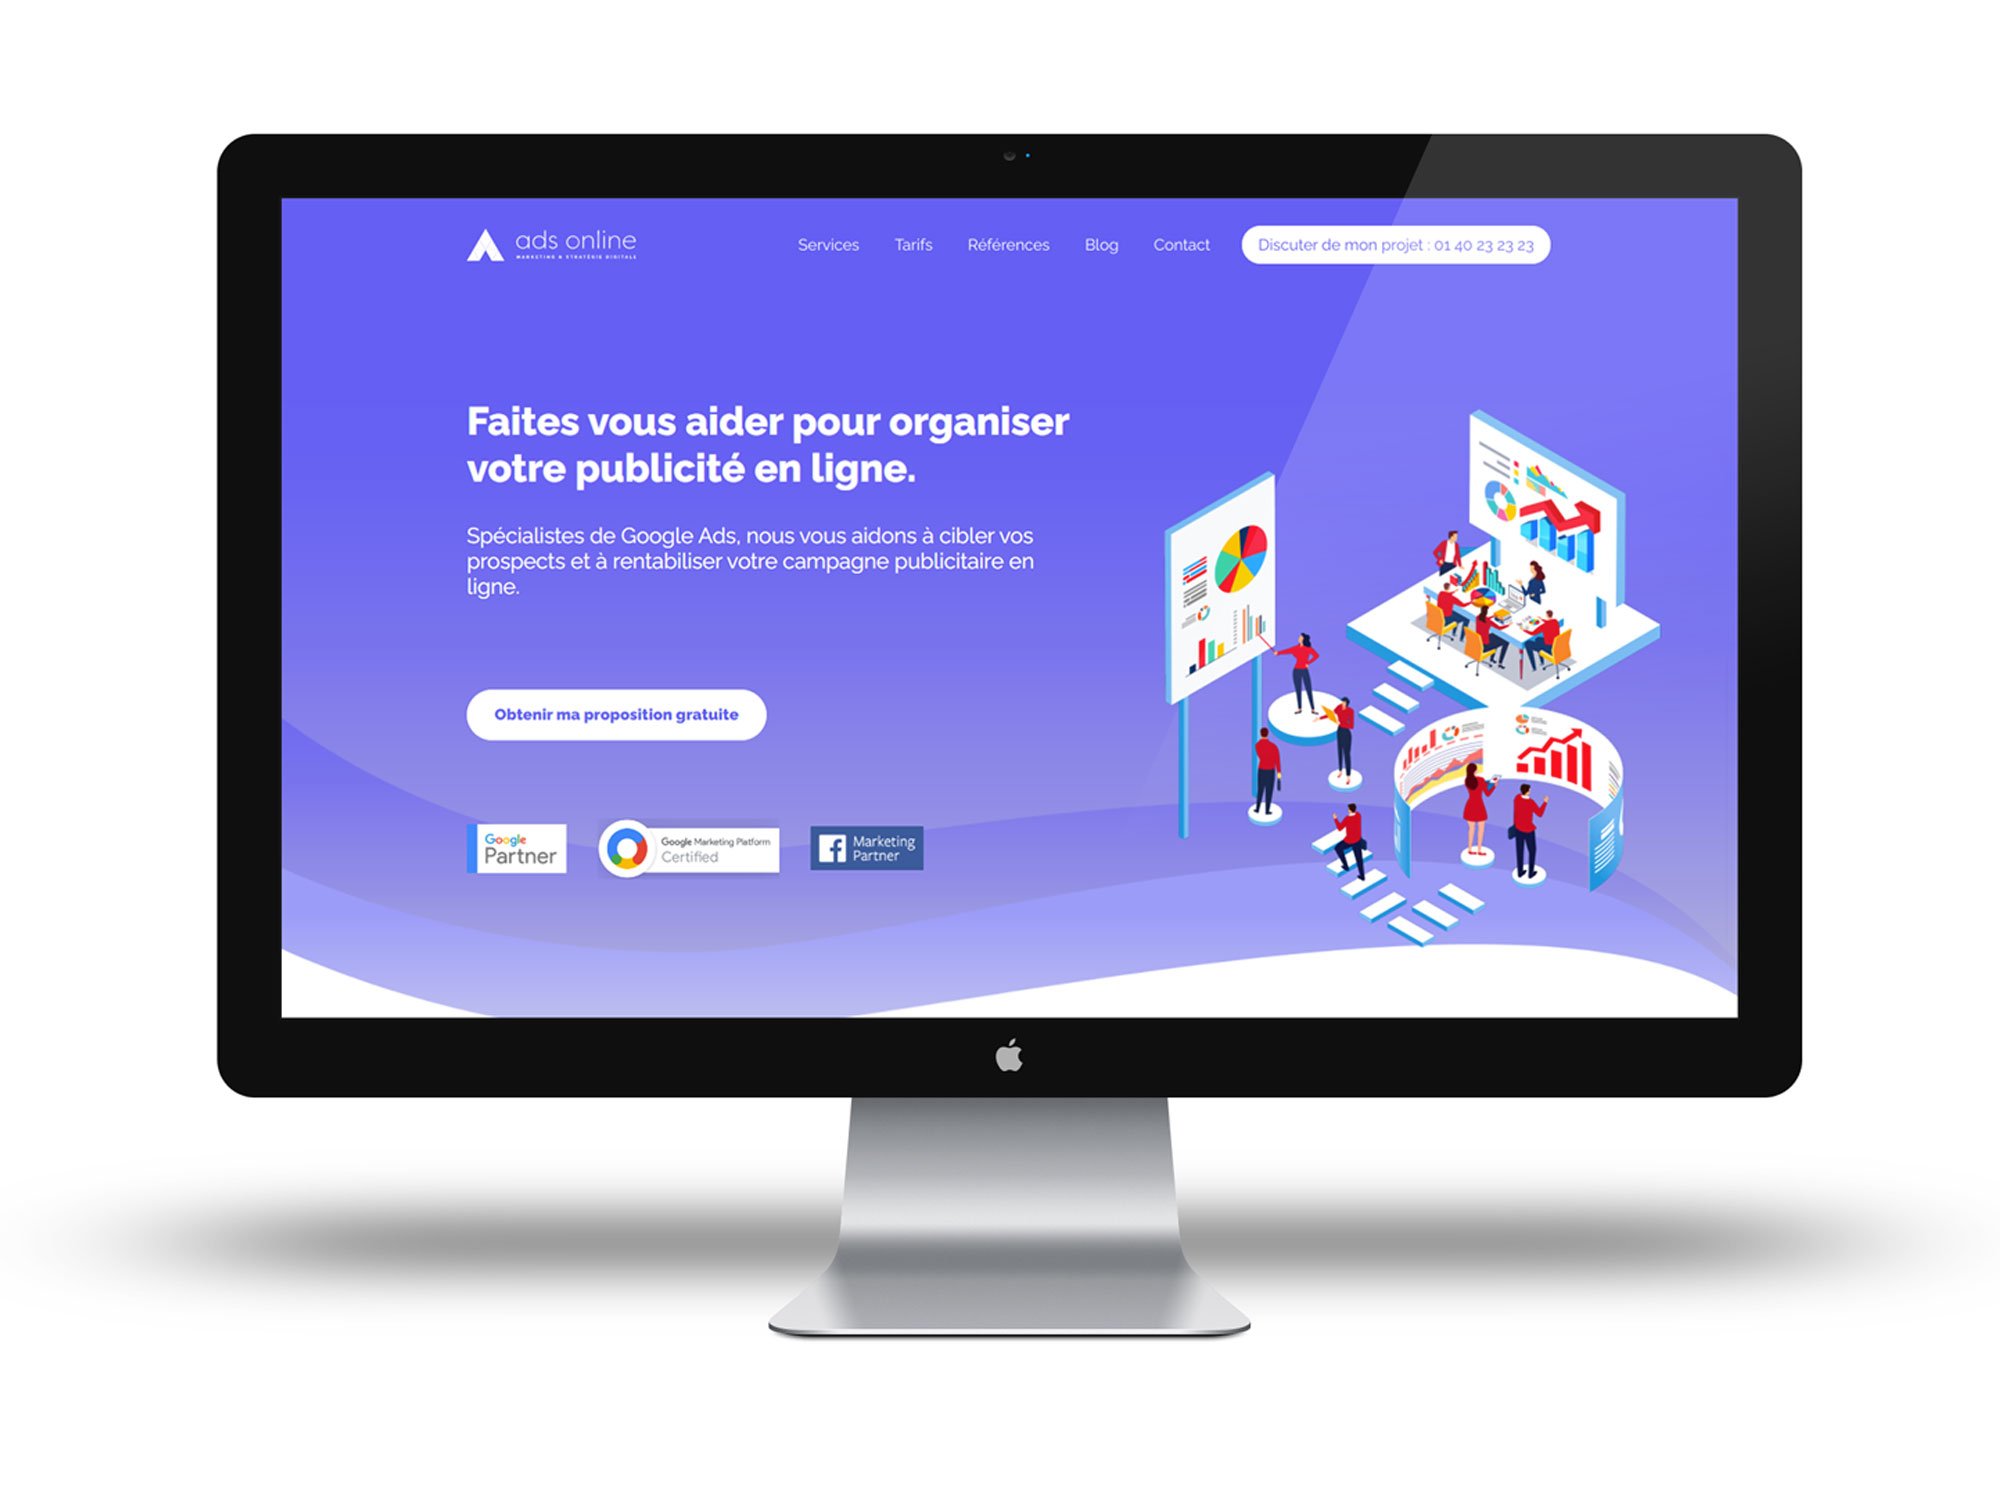 ads online
MARKETING & STRATÉGIE DIGITALE
Services
Tarifs
Références
Blog
Contact
Discuter de mon projet : 01 40 23 23 23
Faites vous aider pour organiser
votre publicité en ligne.
Spécialistes de Google Ads, nous vous aidons à cibler vos
prospects et à rentabiliser votre campagne publicitaire en
ligne.
Obtenir ma proposition gratuite
Google
Partner
Google Marketing Platform
Certified
Marketing
Partner